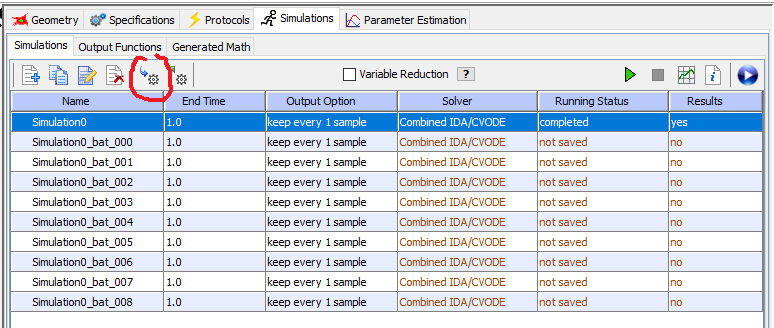 Geometry Specifications Protocols Simulations Parameter Estimation
Simulations Output Functions Generated Math
Variable Reduction ?
Name End Time Output Option Solver Running Status Results
Simulation0 1.0 keep every 1 sample Combined IDA/CVODE completed yes
Simulation0_bat_000 1.0 keep every 1 sample Combined IDA/CVODE not saved no
Simulation0_bat_001 1.0 keep every 1 sample Combined IDA/CVODE not saved no
Simulation0_bat_002 1.0 keep every 1 sample Combined IDA/CVODE not saved no
Simulation0_bat_003 1.0 keep every 1 sample Combined IDA/CVODE not saved no
Simulation0_bat_004 1.0 keep every 1 sample Combined IDA/CVODE not saved no
Simulation0_bat_005 1.0 keep every 1 sample Combined IDA/CVODE not saved no
Simulation0_bat_006 1.0 keep every 1 sample Combined IDA/CVODE not saved no
Simulation0_bat_007 1.0 keep every 1 sample Combined IDA/CVODE not saved no
Simulation0_bat_008 1.0 keep every 1 sample Combined IDA/CVODE not saved no